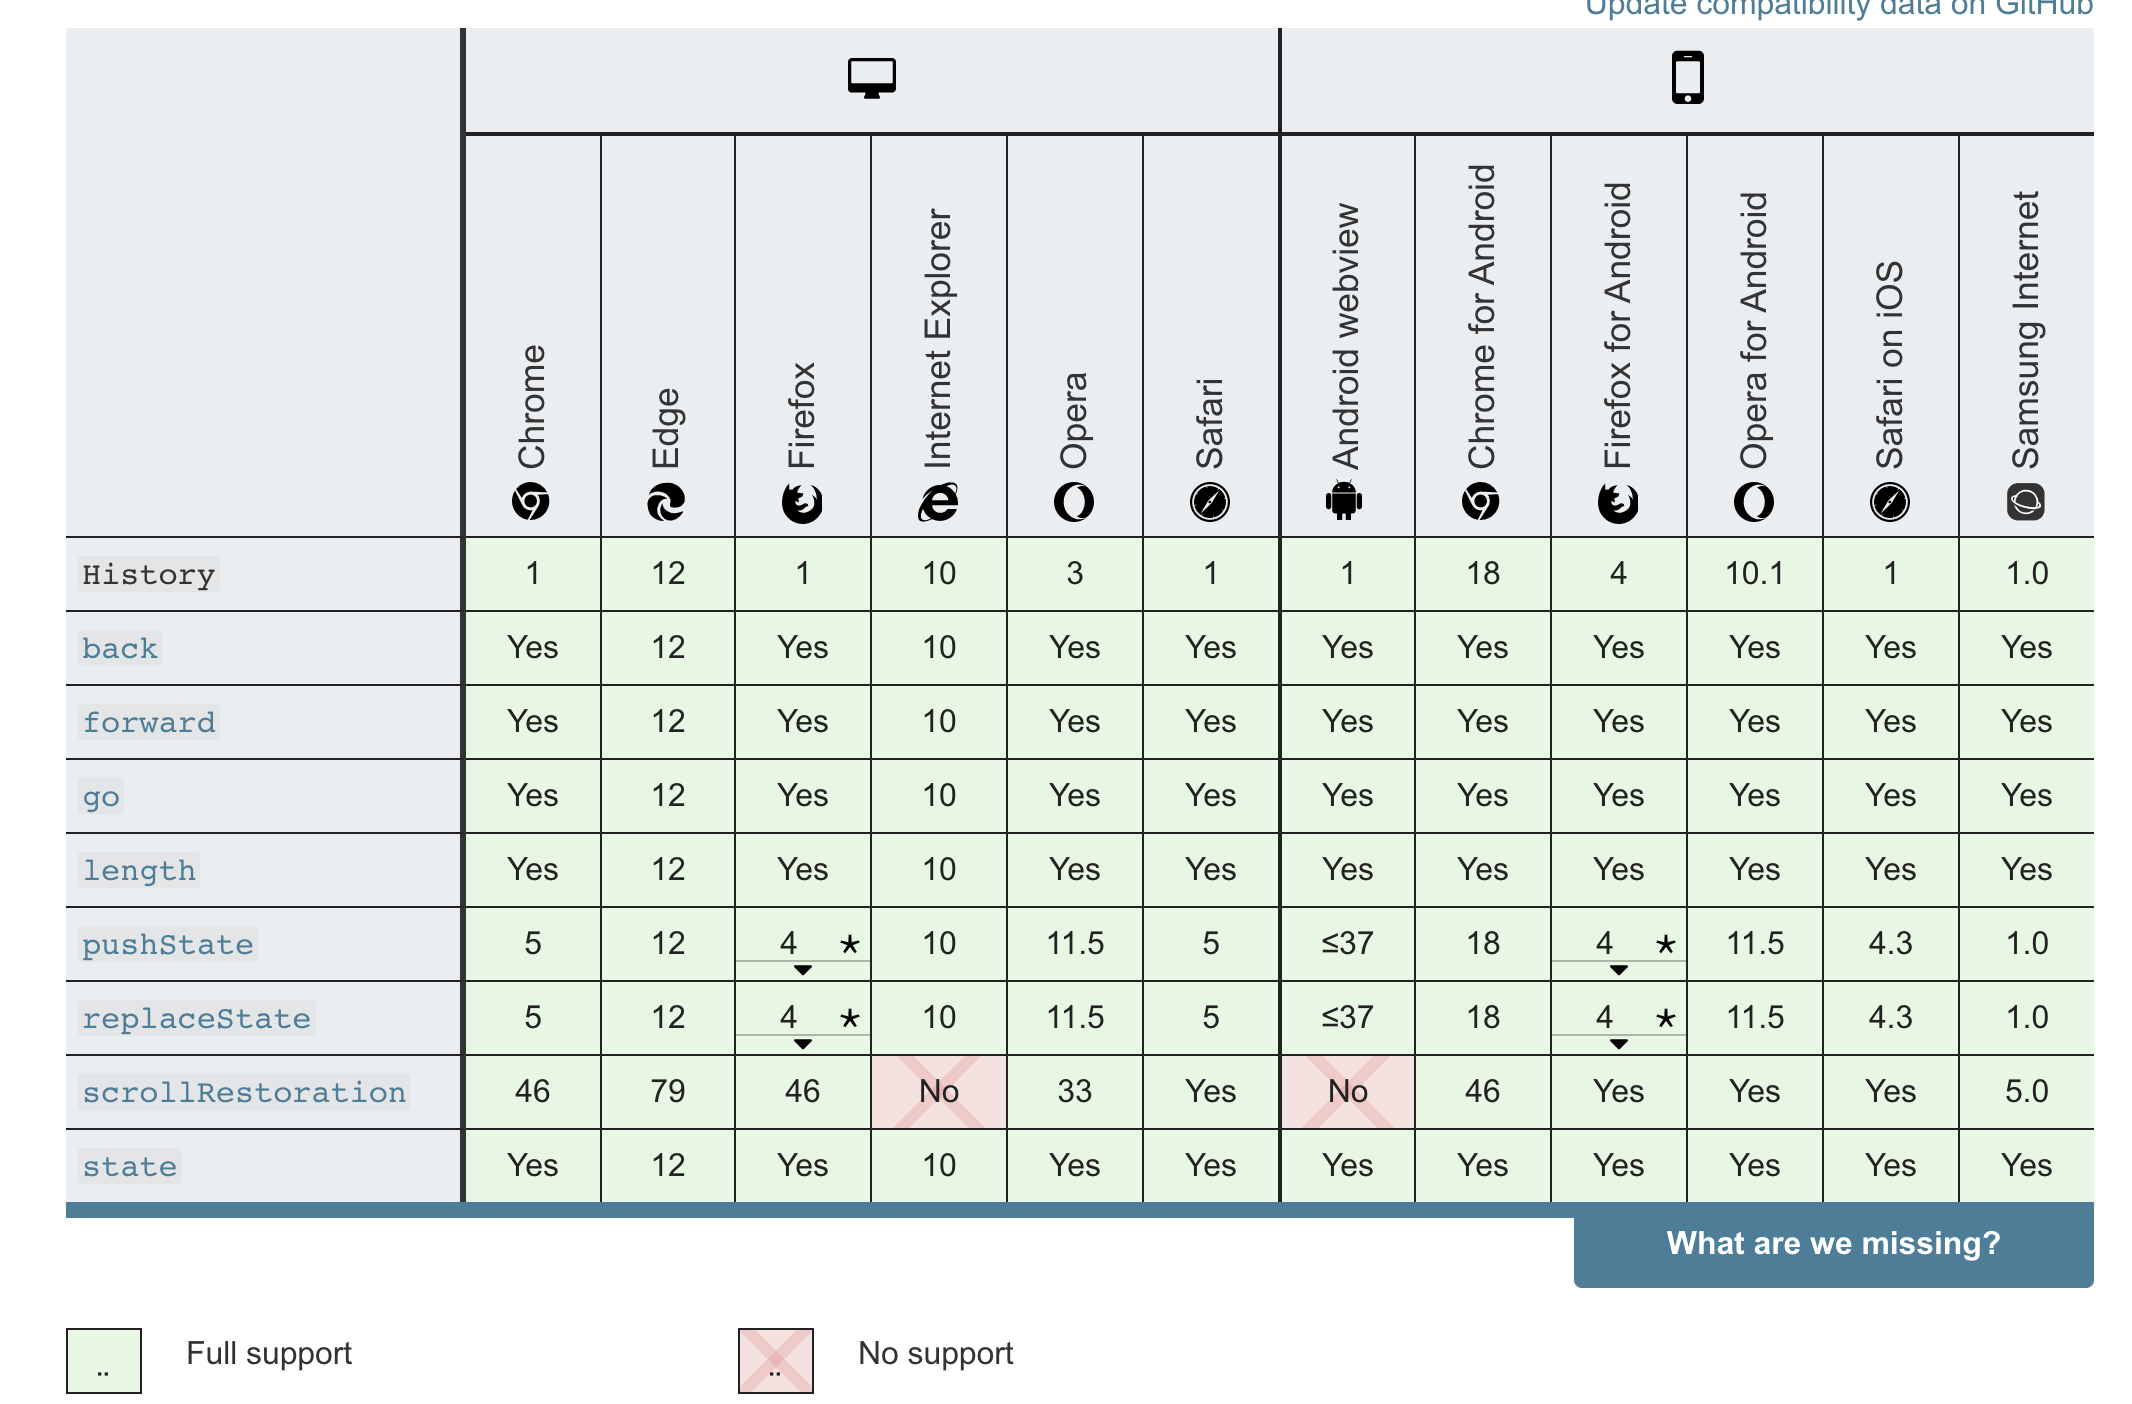 Update compatibility data on GitHub
Chrome
Edge
Firefox
Internet Explorer
Opera
Safari
Android webview
Chrome for Android
Firefox for Android
Opera for Android
Safari on iOS
Samsung Internet
History 1 12 1 10 3 1 1 18 4 10.1 1 1.0
back Yes 12 Yes 10 Yes Yes Yes Yes Yes Yes Yes Yes
forward Yes 12 Yes 10 Yes Yes Yes Yes Yes Yes Yes Yes
go Yes 12 Yes 10 Yes Yes Yes Yes Yes Yes Yes Yes
length Yes 12 Yes 10 Yes Yes Yes Yes Yes Yes Yes Yes
pushState 5 12 4 ★ 10 11.5 5 ≤37 18 4 ★ 11.5 4.3 1.0
replaceState 5 12 4 ★ 10 11.5 5 ≤37 18 4 ★ 11.5 4.3 1.0
scrollRestoration 46 79 46 No 33 Yes No 46 Yes Yes Yes 5.0
state Yes 12 Yes 10 Yes Yes Yes Yes Yes Yes Yes Yes
What are we missing?
.. Full support .. No support